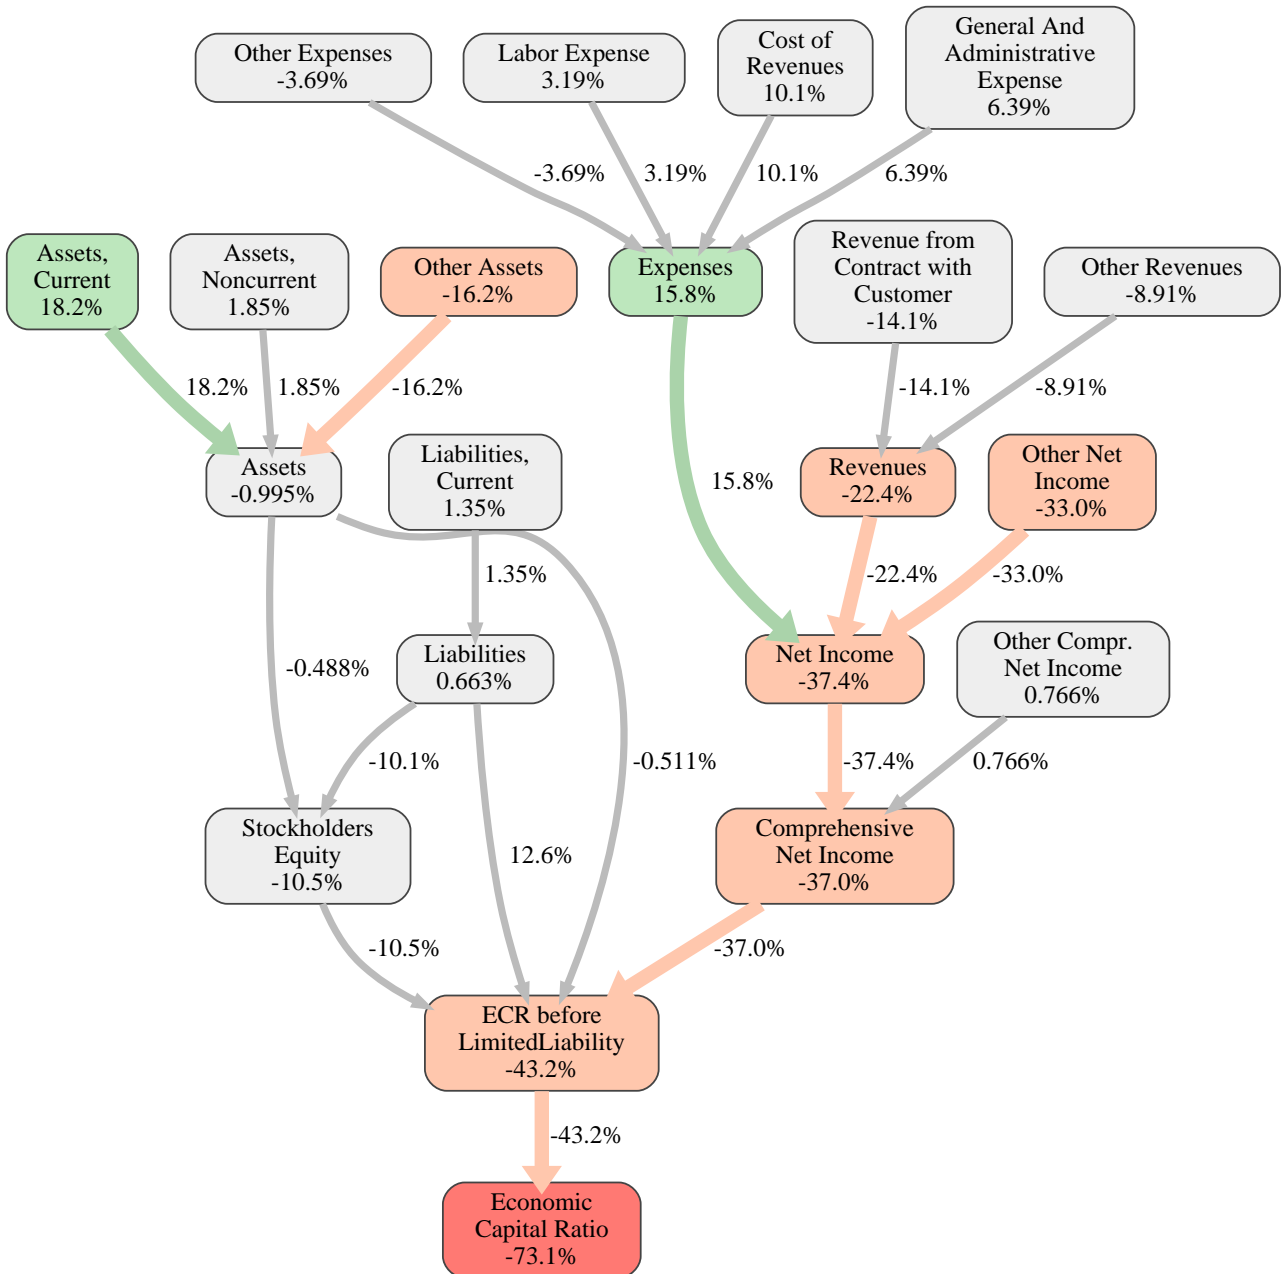 Other Expenses
-3.69%
Labor Expense
3.19%
Cost of
Revenues
10.1%
General And
Administrative
Expense
6.39%
-3.69%
3.19%
10.1%
6.39%
Assets,
Current
18.2%
Assets,
Noncurrent
1.85%
Other Assets
-16.2%
Expenses
15.8%
Revenue from
Contract with
Customer
-14.1%
Other Revenues
-8.91%
18.2%
1.85%
-16.2%
-14.1%
-8.91%
Assets
-0.995%
Liabilities,
Current
1.35%
15.8%
Revenues
-22.4%
Other Net
Income
-33.0%
1.35%
-22.4%
-33.0%
-0.488%
Liabilities
0.663%
Net Income
-37.4%
Other Compr.
Net Income
0.766%
-10.1%
-0.511%
-37.4%
0.766%
Stockholders
Equity
-10.5%
12.6%
Comprehensive
Net Income
-37.0%
-10.5%
-37.0%
ECR before
LimitedLiability
-43.2%
-43.2%
Economic
Capital Ratio
-73.1%